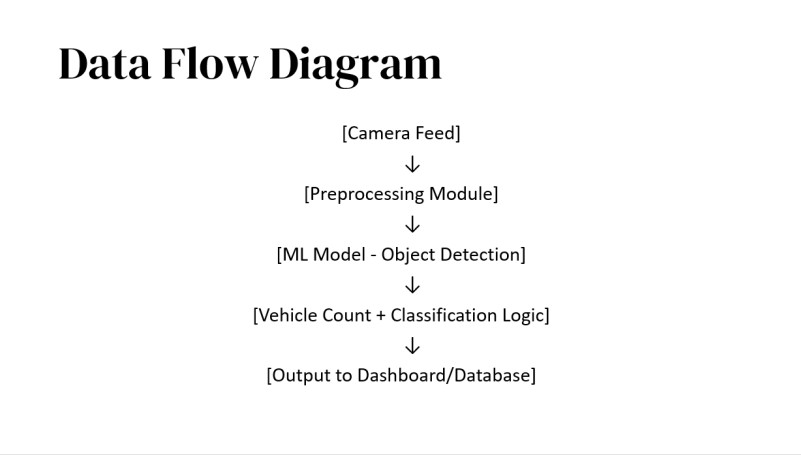 Data Flow Diagram
[Camera Feed]
↓
[Preprocessing Module]
↓
[ML Model - Object Detection]
↓
[Vehicle Count + Classification Logic]
↓
[Output to Dashboard/Database]